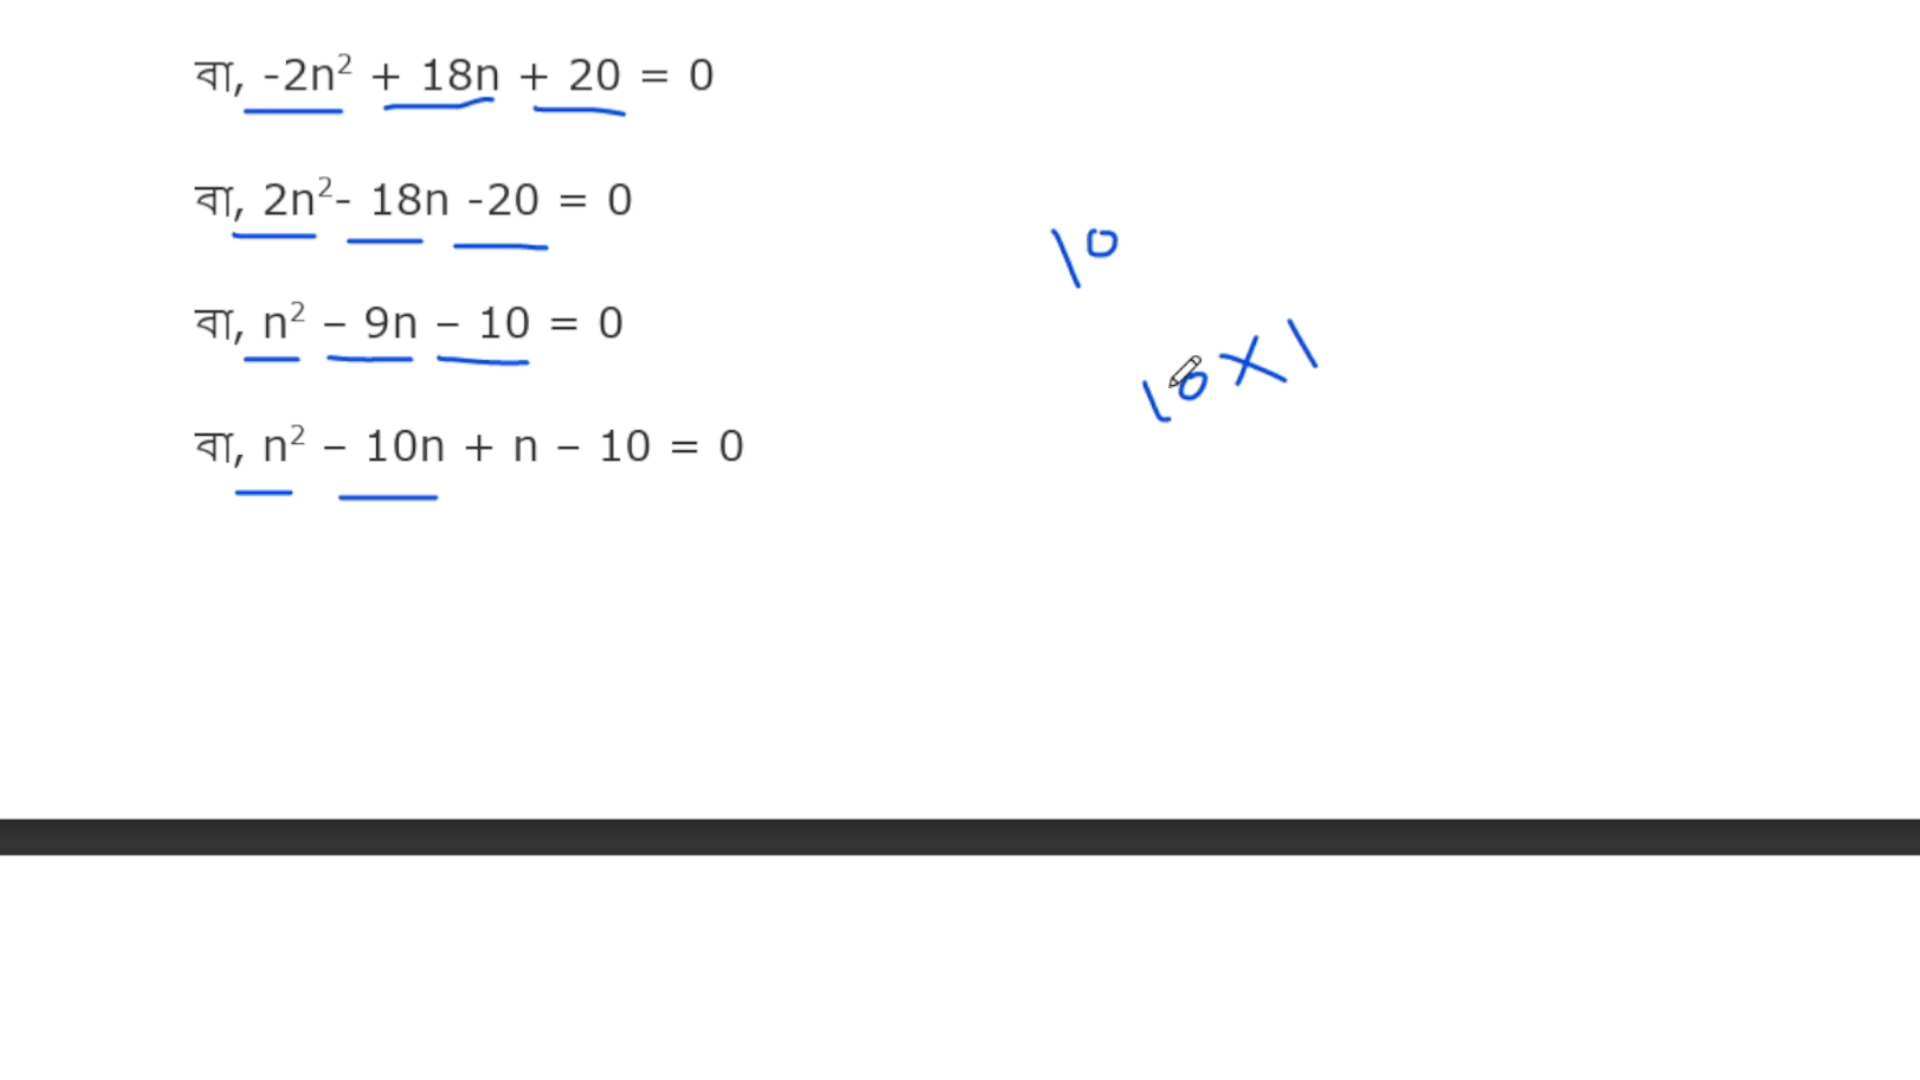 বা, -2n² + 18n + 20 = 0
বা, 2n²- 18n -20 = 0
10
বা, n² – 9n – 10 = 0
10 X 1
বা, n² – 10n + n – 10 = 0